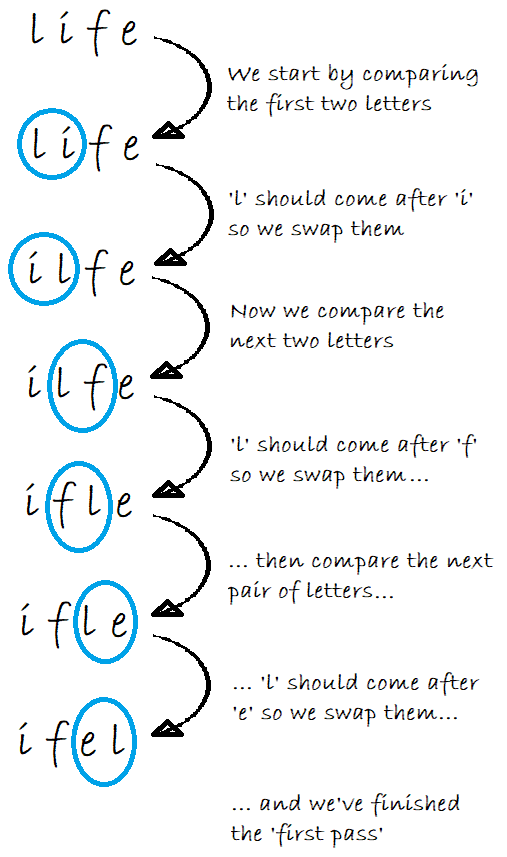 life
We start by comparing
the first two letters
life
'l' should come after 'i'
so we swap them
ilfe
Now we compare the
next two letters
ilfe
'l' should come after 'f'
so we swap them...
ifle
... then compare the next
pair of letters...
ifle
... 'l' should come after
'e' so we swap them...
ifel
... and we've finished
the 'first pass'